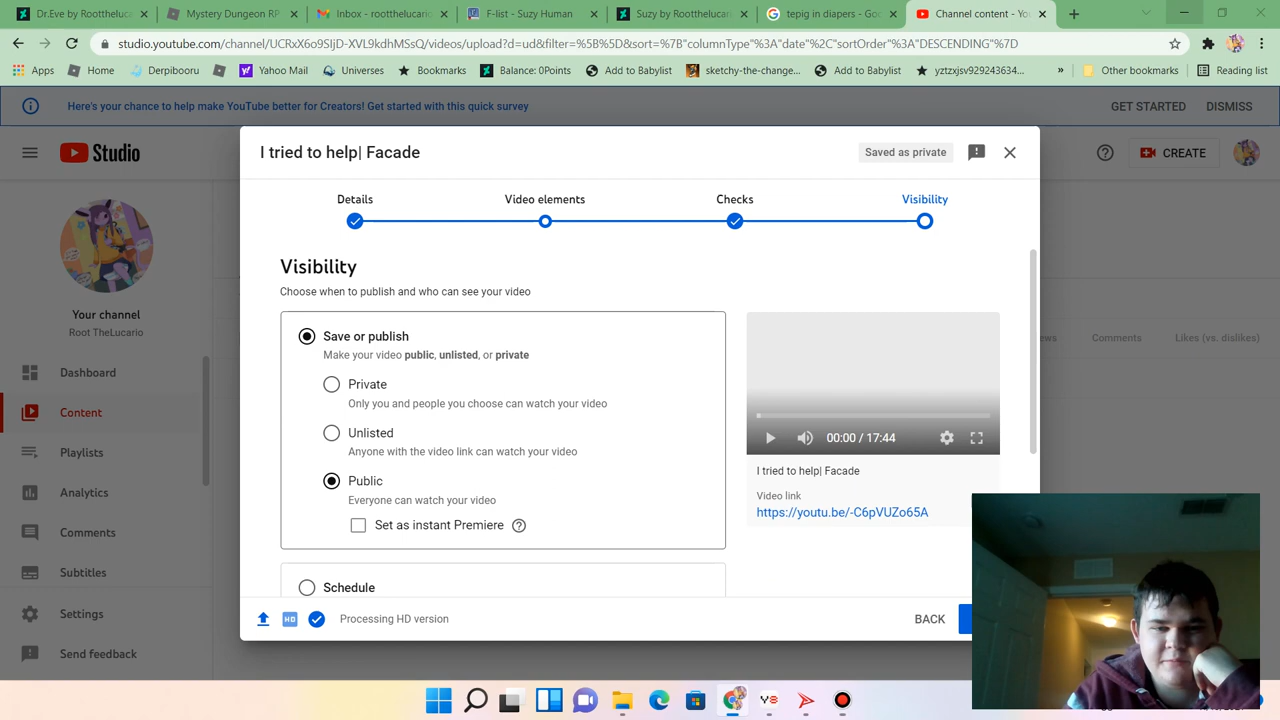 Dr.Eve by Rootthelucario
Mystery Dungeon RP
Inbox - rootthelucario
F-list - Suzy Human
Suzy by Rootthelucario
tepig in diapers - Goo
Channel content - You
studio.youtube.com/channel/UCRxX6o9SIjD-XVL9kdhMSsQ/videos/upload?d=ud&filter=%5B%5D&sort=%7B"columnType"%3A"date"%2C"sortOrder"%3A"DESCENDING"%7D
Apps
Home
Derpibooru
Yahoo Mail
Universes
Bookmarks
Balance: 0Points
Add to Babylist
sketchy-the-change...
Add to Babylist
yztzxjsv929243634...
»
Other bookmarks
Reading list
Here's your chance to help make YouTube better for Creators! Get started with this quick survey
GET STARTED
DISMISS
Studio
CREATE
I tried to help| Facade
Saved as private
Details
Video elements
Checks
Visibility
Visibility
Choose when to publish and who can see your video
Your channel
Root TheLucario
Save or publish
Make your video public, unlisted, or private
Private
Only you and people you choose can watch your video
Unlisted
Anyone with the video link can watch your video
Public
Everyone can watch your video
Set as instant Premiere
Schedule
00:00 / 17:44
I tried to help| Facade
Video link
https://youtu.be/-C6pVUZo65A
Comments
Likes (vs. dislikes)
Dashboard
Content
Playlists
Analytics
Comments
Subtitles
Settings
Send feedback
HD
Processing HD version
BACK